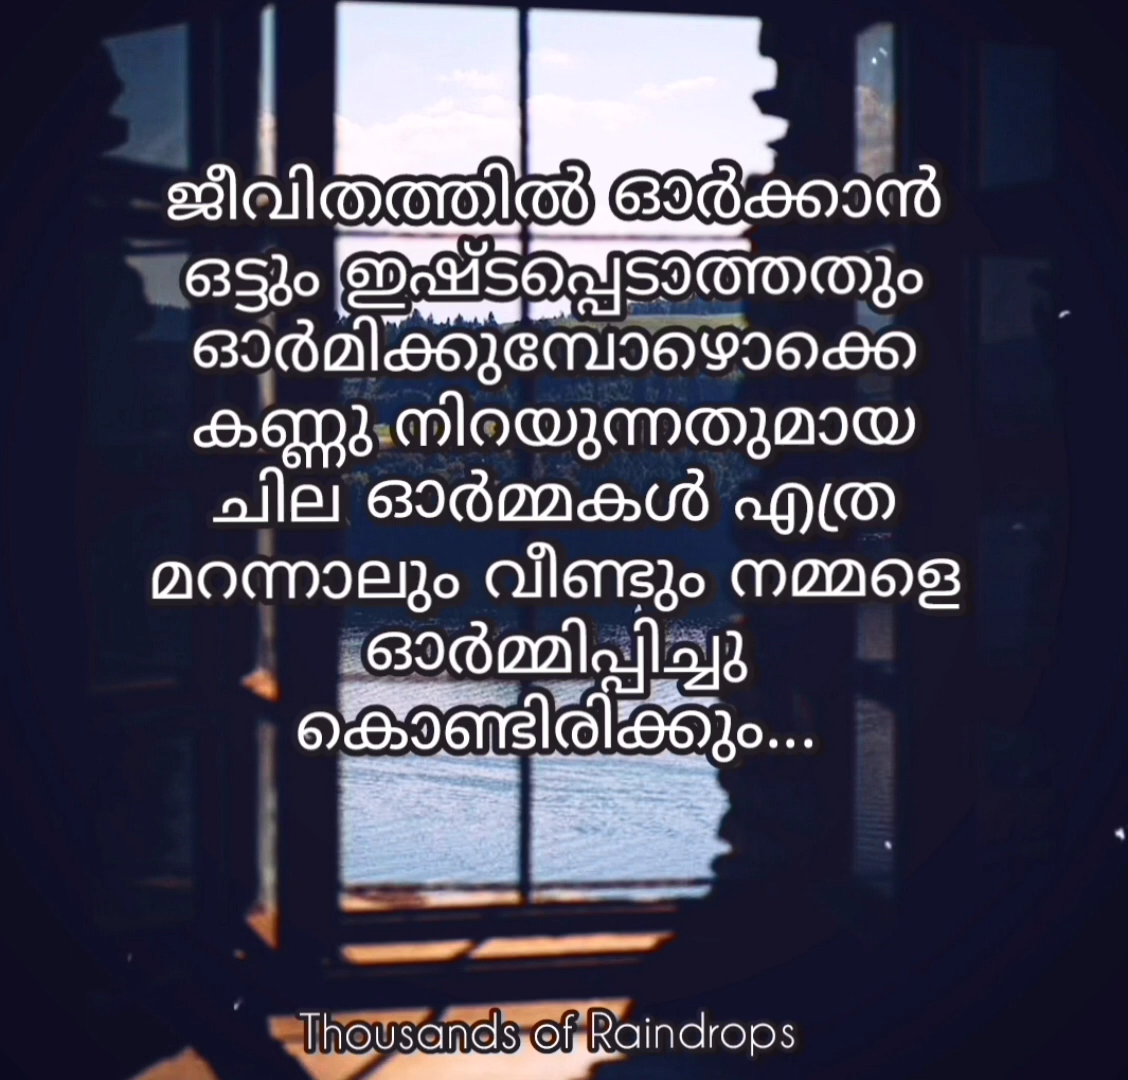 ജീവിതത്തിൽ ഓർക്കാൻ
ഒട്ടും ഇഷ്ടപ്പെടാത്തതും
ഓർമിക്കുമ്പോഴൊക്കെ
കണ്ണു നിറയുന്നതുമായ
ചില ഓർമ്മകൾ എത്ര
മറന്നാലും വീണ്ടും നമ്മളെ
ഓർമ്മിപ്പിച്ചു
കൊണ്ടിരിക്കും...
Thousands of Raindrops